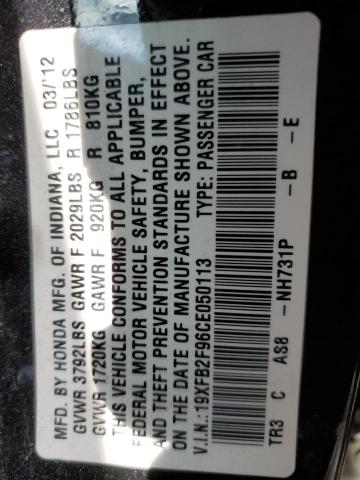 MFD. BY HONDA MFG. OF INDIANA, LLC 03/'12
GVWR 3792LBS GAWR F 2029LBS R 1786LBS
GVWR 1720KG GAWR F 920KG R 810KG
THIS VEHICLE CONFORMS TO ALL APPLICABLE
FEDERAL MOTOR VEHICLE SAFETY, BUMPER,
AND THEFT PREVENTION STANDARDS IN EFFECT
ON THE DATE OF MANUFACTURE SHOWN ABOVE.
V.I.N.:19XFB2F96CE050113 TYPE: PASSENGER CAR
TR3 C AS8 -NH731P -B -E